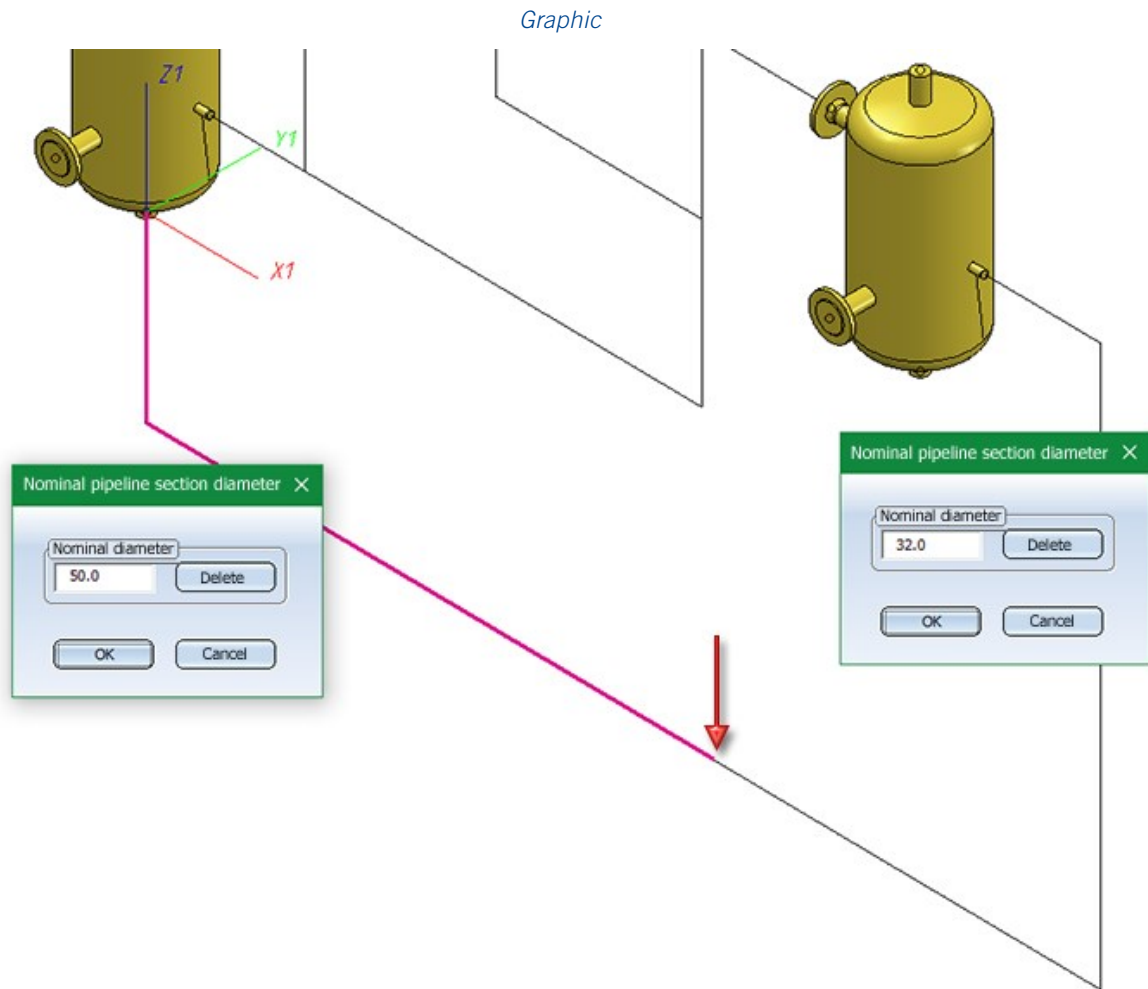 Graphic
Z1
Y1
X1
Nominal pipeline section diameter
Nominal diameter
50.0
Delete
OK
Cancel
Nominal pipeline section diameter
Nominal diameter
32.0
Delete
OK
Cancel